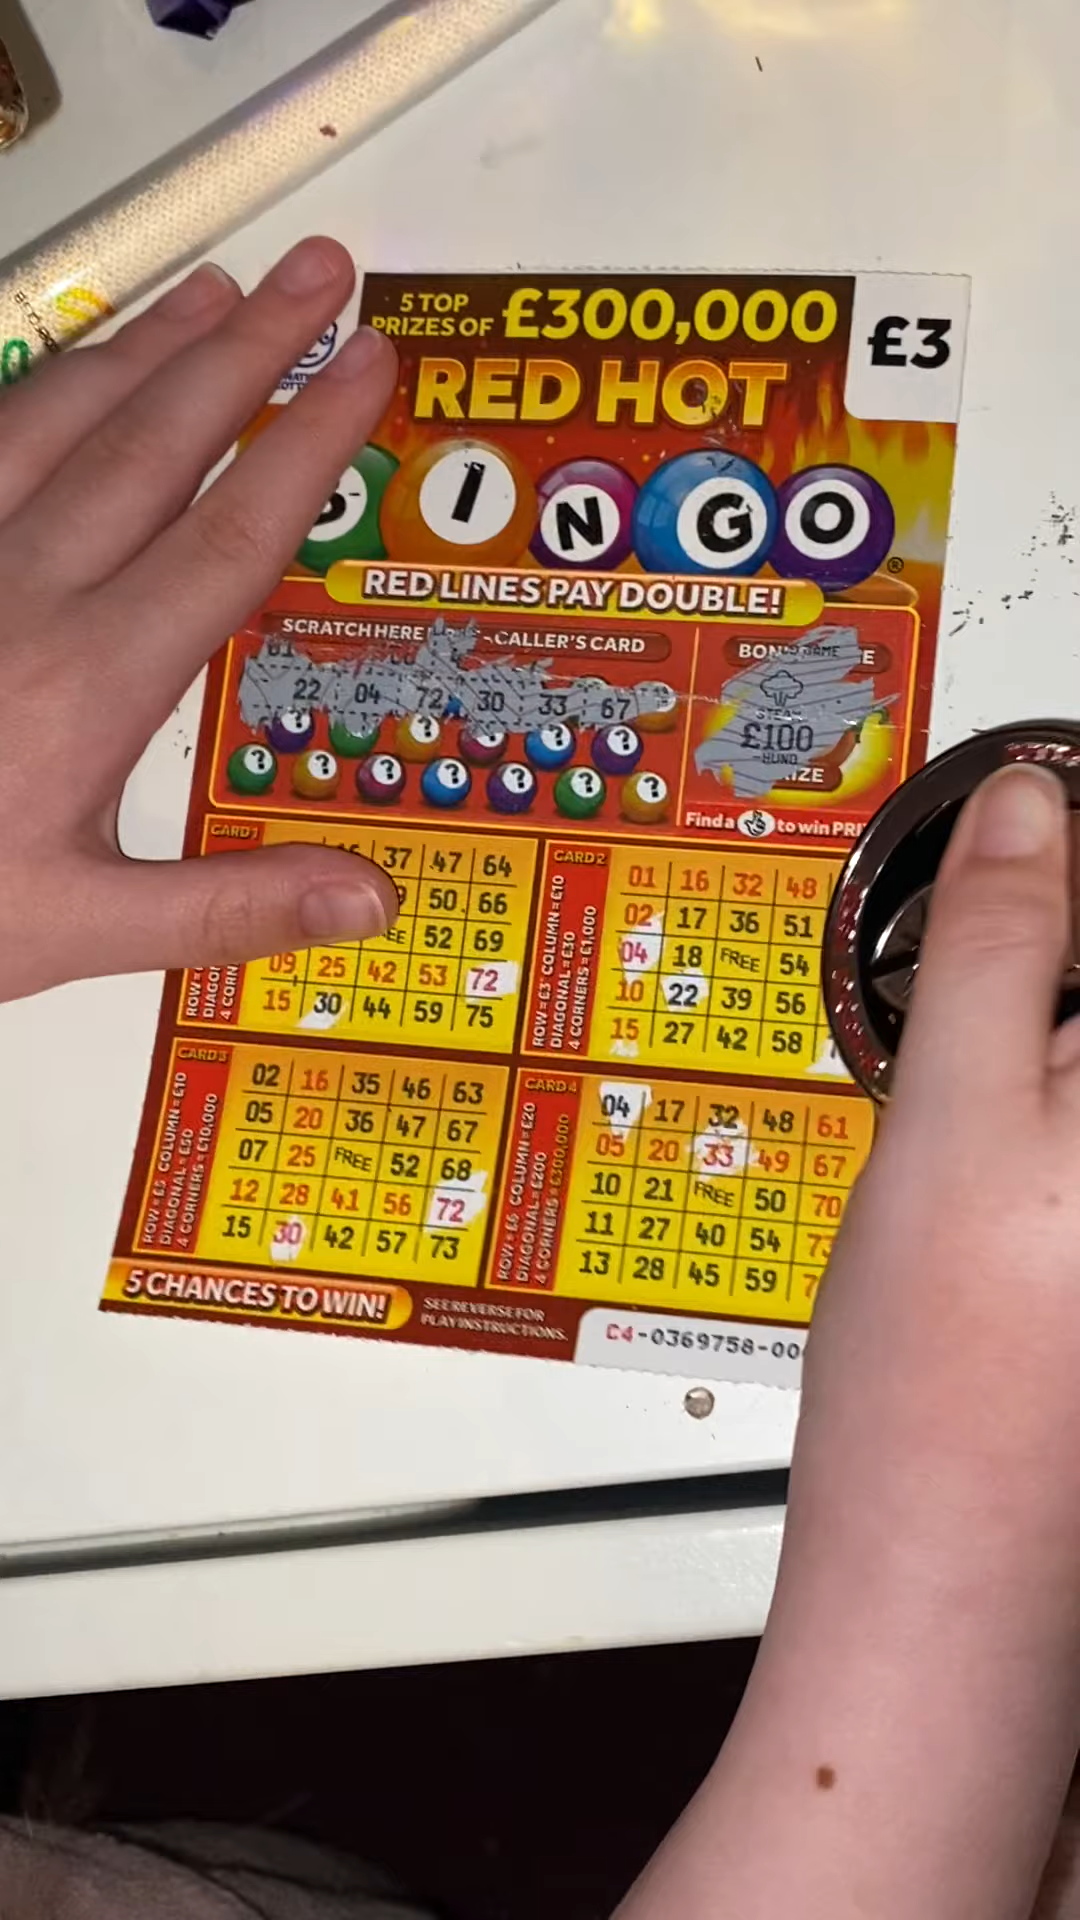 5 TOP
PRIZES OF £300,000
£3
RED HOT
INGO
RED LINES PAY DOUBLE!
SCRATCH HERE CALLER'S CARD
22 04 72 30 33 67
STEAM
£100
HUND
Find a to win
CARD 1
37 47 64
50 66
52 69
09 25 42 53 72
15 30 44 59 75
CARD 2
ROW = £3 COLUMN = £10
DIAGONAL = £30
4 CORNERS = £1,000
01 16 32 48
02 17 36 51
04 18 FREE 54
10 22 39 56
15 27 42 58
CARD 3
ROW = £5 COLUMN = £10
DIAGONAL = £50
4 CORNERS = £10,000
02 16 35 46 63
05 20 36 47 67
07 25 FREE 52 68
12 28 41 56 72
15 30 42 57 73
CARD 4
ROW = £5 COLUMN = £20
DIAGONAL = £200
4 CORNERS = £300,000
04 17 32 48 61
05 20 33 49 67
10 21 FREE 50 70
11 27 40 54 73
13 28 45 59
5 CHANCES TO WIN!
SEE REVERSE FOR
PLAY INSTRUCTIONS.
C4-0369758-00